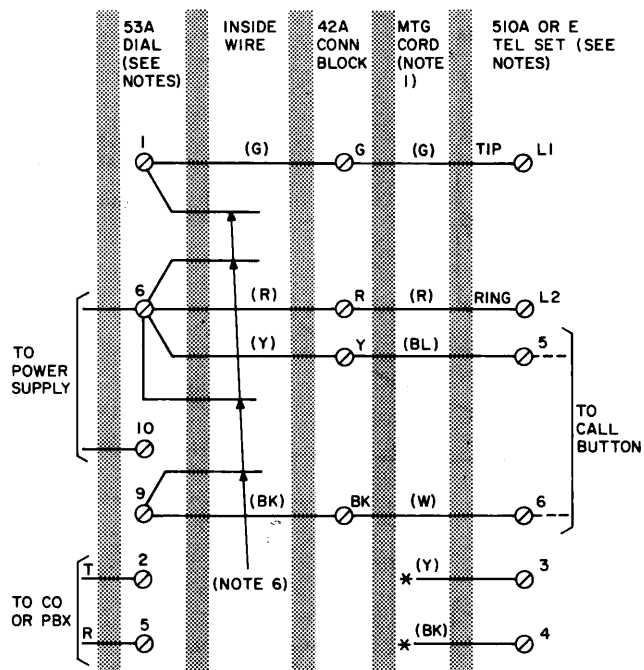 53A
DIAL
(SEE
NOTES)
INSIDE
WIRE
42A
CONN
BLOCK
MTG
CORD
(NOTE
1)
510A OR E
TEL SET (SEE
NOTES)
1 (G) G (G) TIP L1
6 (R) R (R) RING L2
(Y) Y (BL) 5
TO
POWER
SUPPLY
TO
CALL
BUTTON
10
9 (BK) BK (W) 6
(NOTE 6)
T 2 * (Y) 3
TO CO
OR PBX
R 5 * (BK) 4